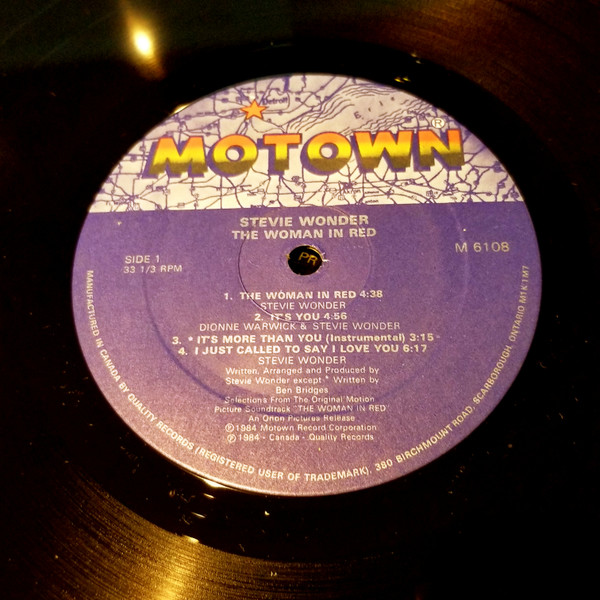 Detroit
Erie
MOTOWN®
STEVIE WONDER
THE WOMAN IN RED
SIDE 1
33 1/3 RPM
M 6108
PR
1. THE WOMAN IN RED 4:38
STEVIE WONDER
2. IT'S YOU 4:56
DIONNE WARWICK & STEVIE WONDER
3. * IT'S MORE THAN YOU (Instrumental) 3:15
4. I JUST CALLED TO SAY I LOVE YOU 6:17
STEVIE WONDER
Written, Arranged and Produced by
Stevie Wonder except * Written by
Ben Bridges
Selections From The Original Motion
Picture Soundtrack "THE WOMAN IN RED"
An Orion Pictures Release
℗©1984 Motown Record Corporation
℗1984 - Canada - Quality Records
MANUFACTURED IN CANADA BY QUALITY RECORDS (REGISTERED USER OF TRADEMARK), 380 BIRCHMOUNT ROAD, SCARBOROUGH, ONTARIO M1K 1M7